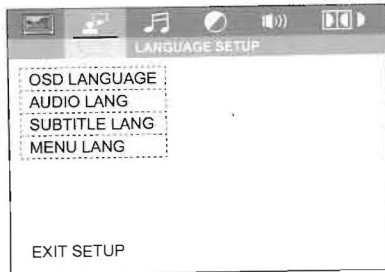 LANGUAGE SETUP
OSD LANGUAGE
AUDIO LANG
SUBTITLE LANG
MENU LANG
EXIT SETUP